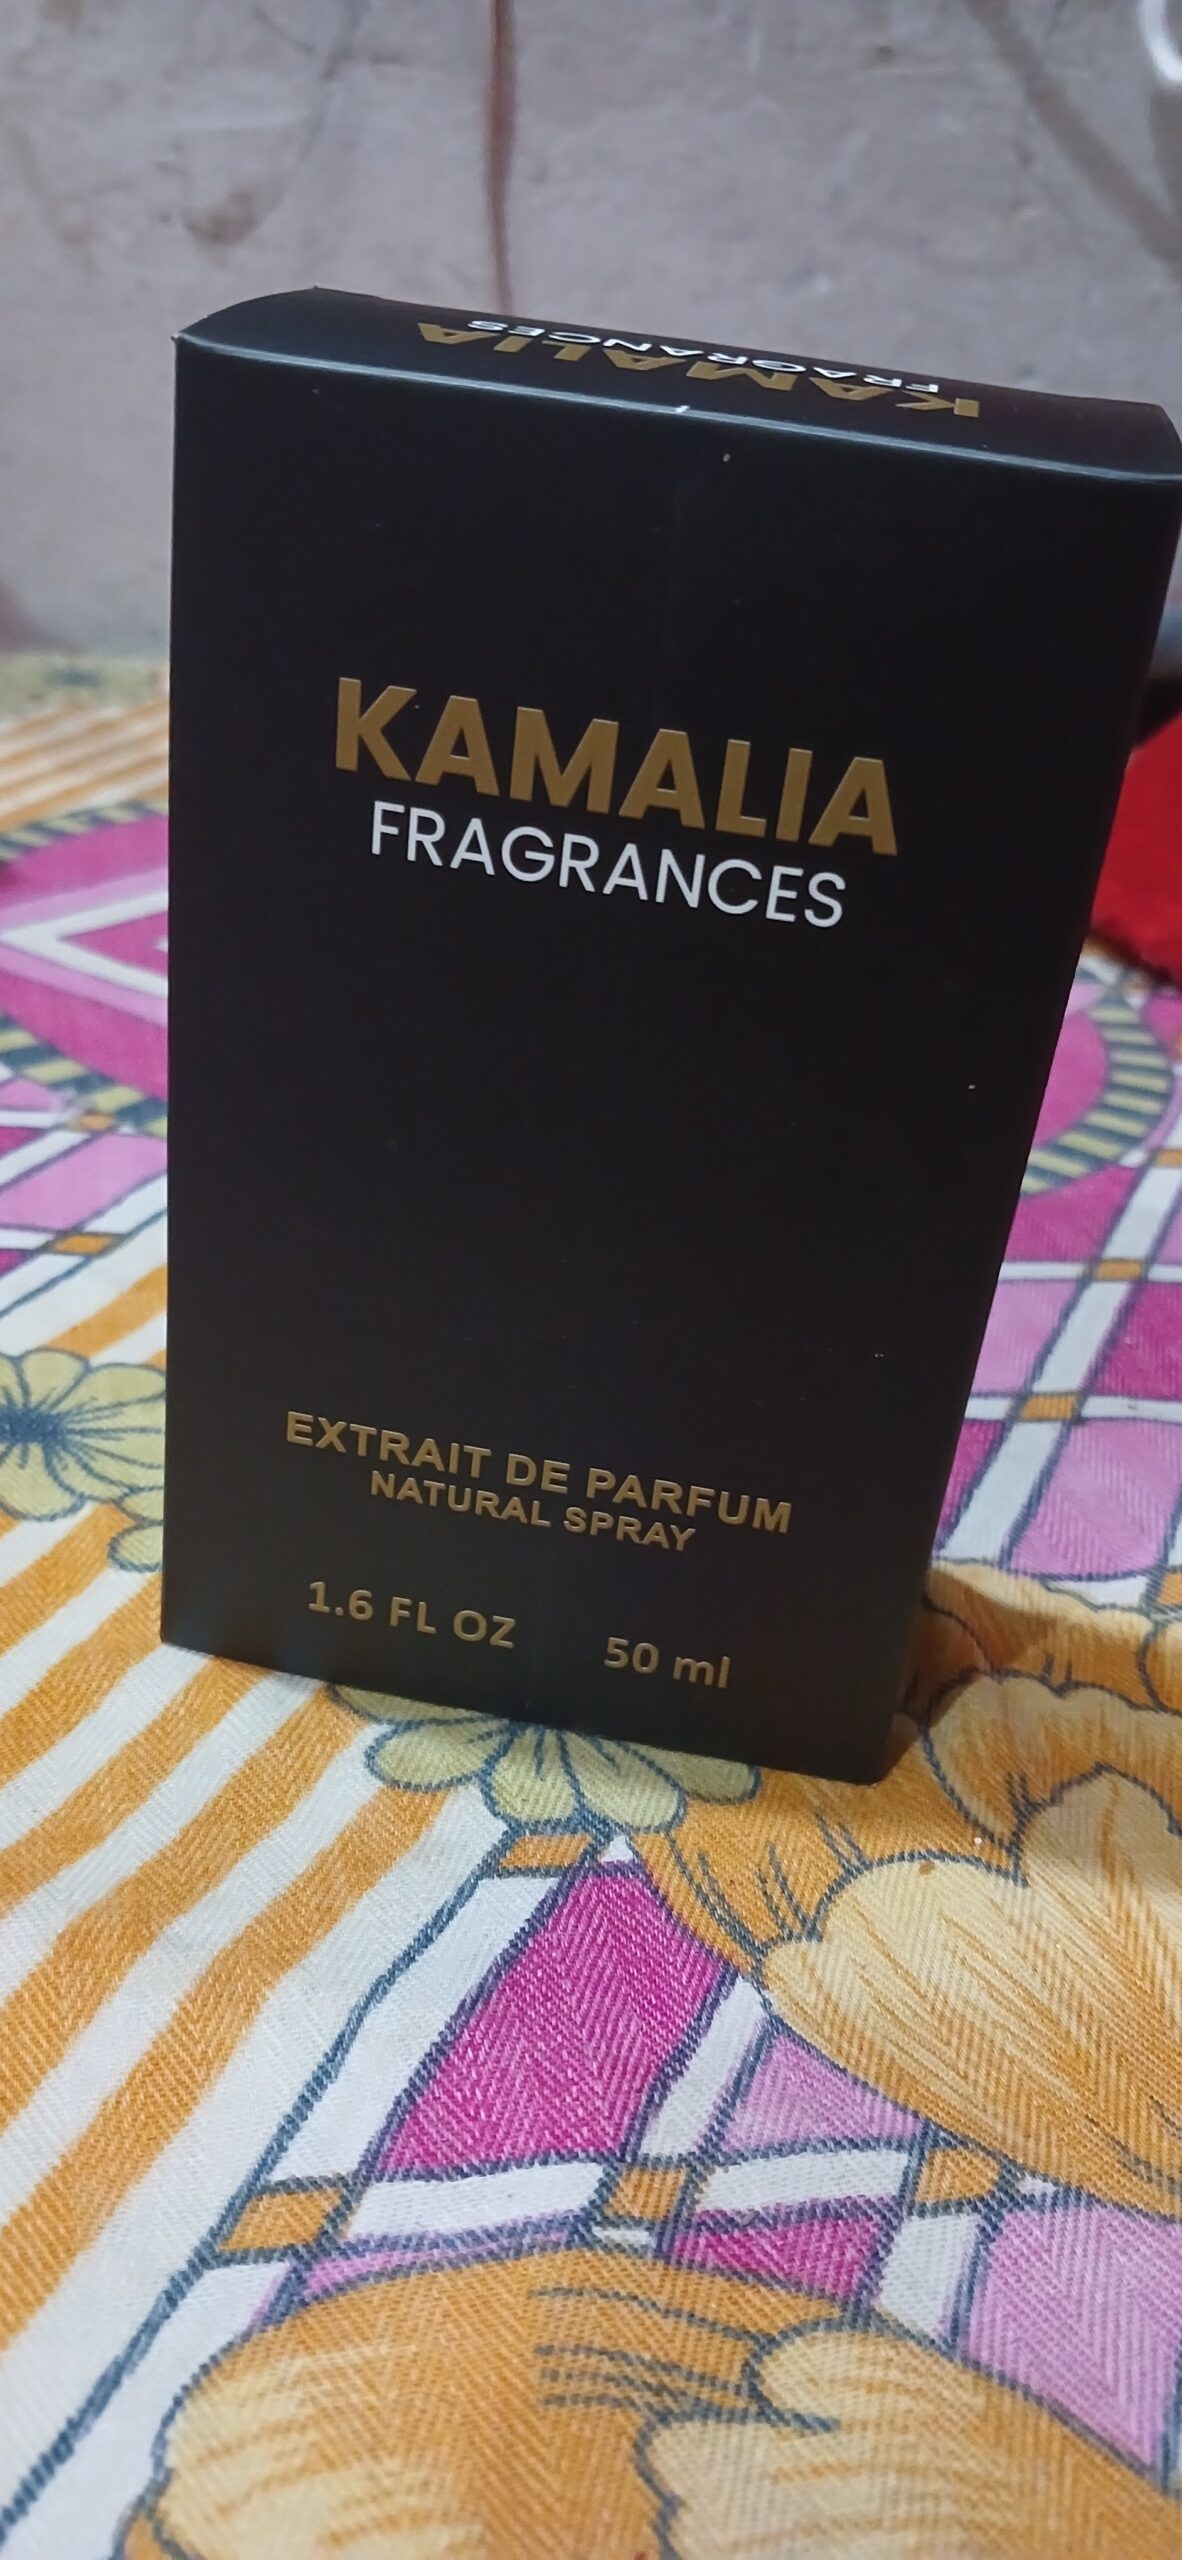 KAMALIA
FRAGRANCES
KAMALIA
FRAGRANCES
EXTRAIT DE PARFUM
NATURAL SPRAY
1.6 FL OZ 50 ml